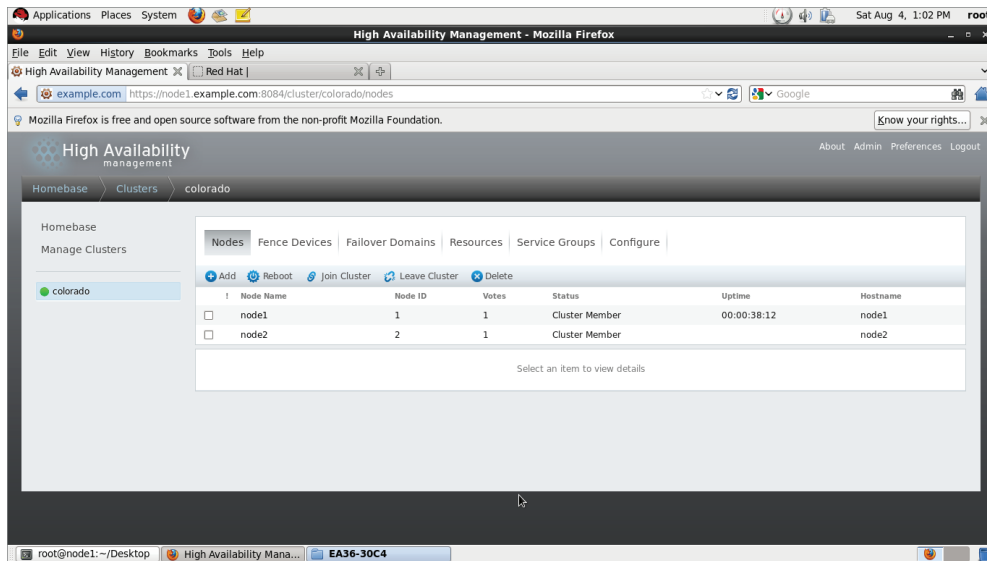 Applications Places System Sat Aug 4, 1:02 PM root
High Availability Management - Mozilla Firefox
File Edit View History Bookmarks Tools Help
High Availability Management Red Hat |
example.com https://node1.example.com:8084/cluster/colorado/nodes Google
Mozilla Firefox is free and open source software from the non-profit Mozilla Foundation. Know your rights...
High Availability
management
About Admin Preferences Logout
Homebase Clusters colorado
Homebase
Manage Clusters
colorado
Nodes Fence Devices Failover Domains Resources Service Groups Configure
Add Reboot Join Cluster Leave Cluster Delete
! Node Name Node ID Votes Status Uptime Hostname
node1 1 1 Cluster Member 00:00:38:12 node1
node2 2 1 Cluster Member node2
Select an item to view details
root@node1:~/Desktop High Availability Mana... EA36-30C4